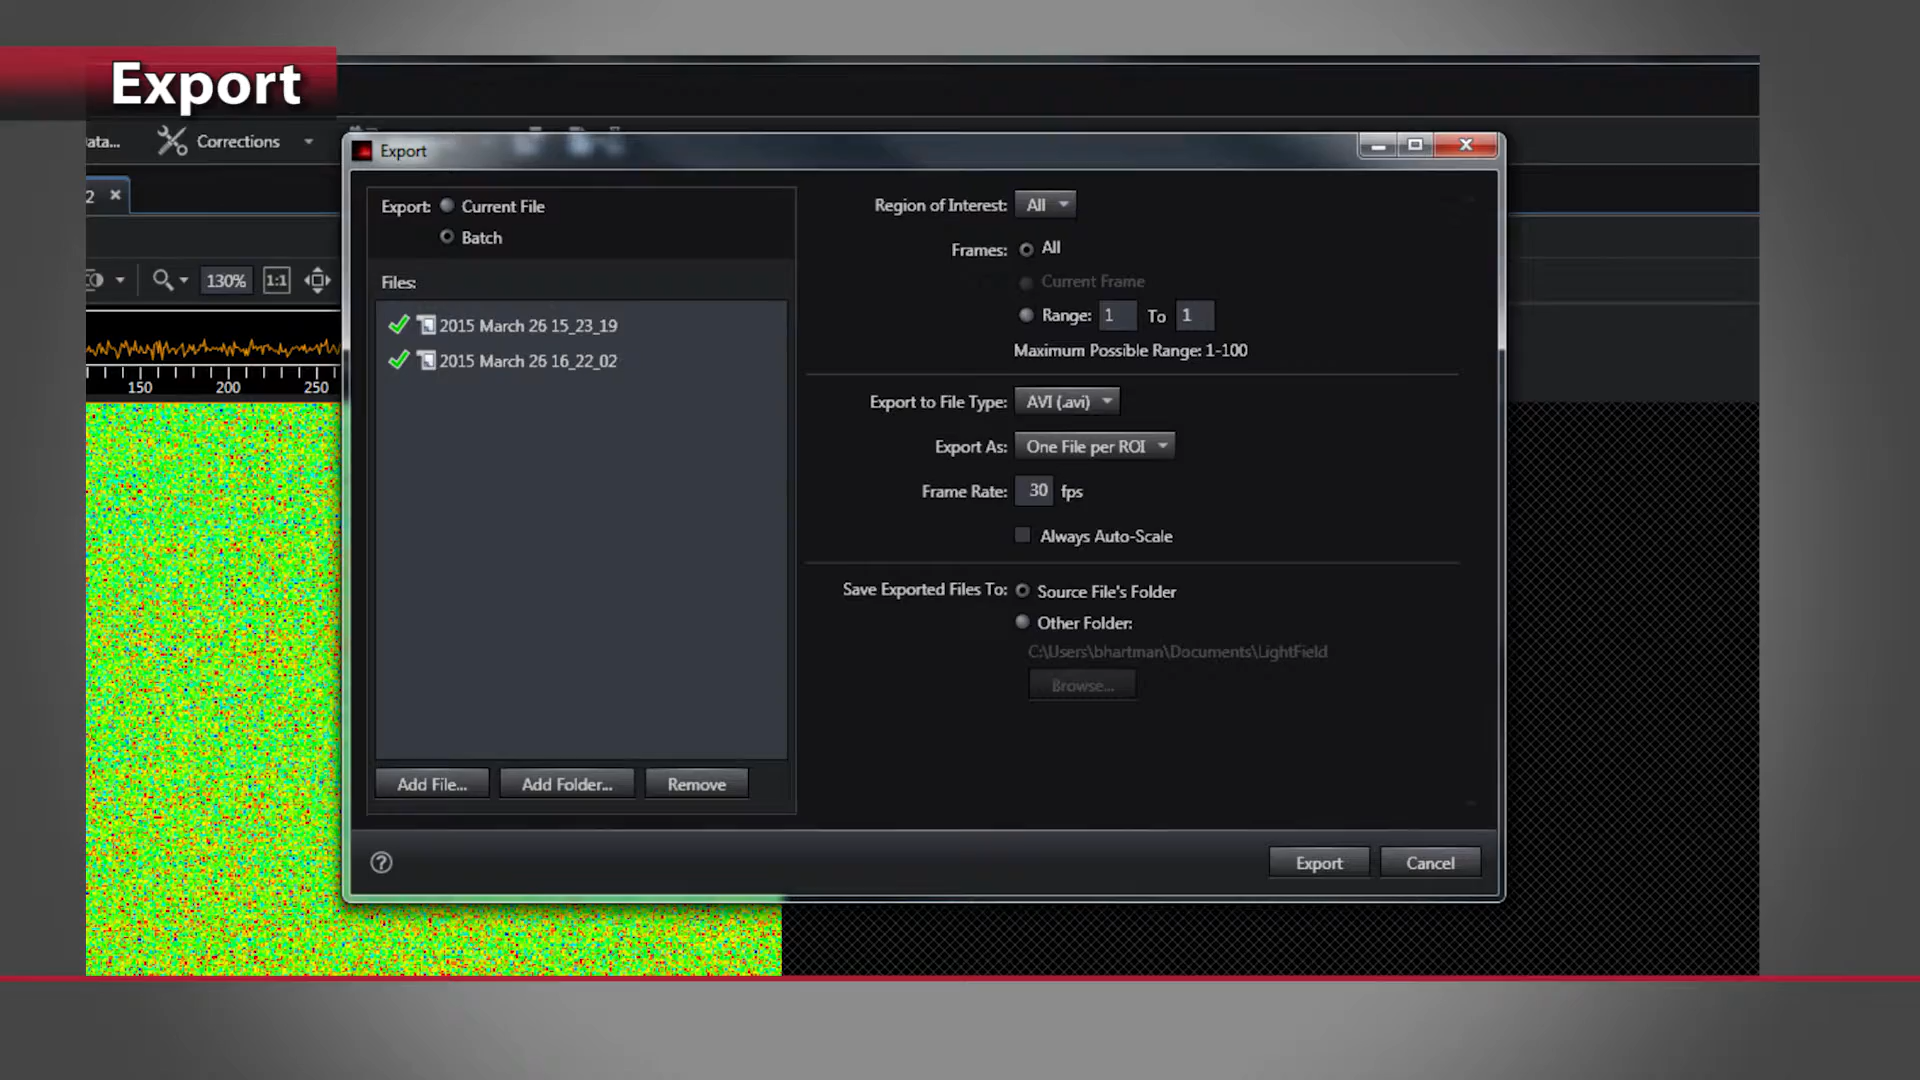 Export
ata...
Corrections
Export
2
Export:
Current File
Batch
Region of Interest:
All
Frames:
All
Current Frame
Range:
1
To
1
Maximum Possible Range: 1-100
130%
1:1
Files:
2015 March 26 15_23_19
2015 March 26 16_22_02
150
200
250
Export to File Type:
AVI (.avi)
Export As:
One File per ROI
Frame Rate:
30
fps
Always Auto-Scale
Save Exported Files To:
Source File's Folder
Other Folder:
C:\Users\bhartman\Documents\LightField
Browse...
Add File...
Add Folder...
Remove
?
Export
Cancel